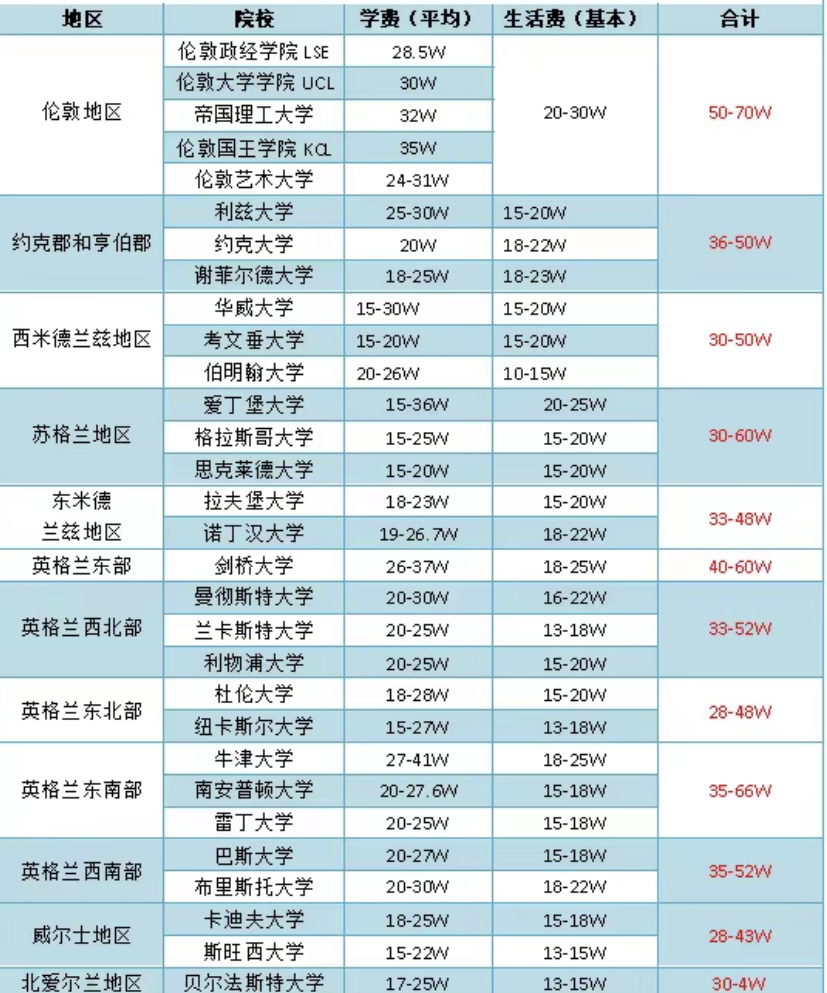 地区 院校 学费（平均） 生活费（基本） 合计
伦敦地区 伦敦政经学院 LSE 28.5W 20-30W 50-70W
伦敦大学学院 UCL 30W
帝国理工大学 32W
伦敦国王学院 KCL 35W
伦敦艺术大学 24-31W
约克郡和亨伯郡 利兹大学 25-30W 15-20W 36-50W
约克大学 20W 18-22W
谢菲尔德大学 18-25W 18-23W
西米德兰兹地区 华威大学 15-30W 15-20W 30-50W
考文垂大学 15-20W 15-20W
伯明翰大学 20-26W 10-15W
苏格兰地区 爱丁堡大学 15-36W 20-25W 30-60W
格拉斯哥大学 15-25W 15-20W
思克莱德大学 15-20W 15-20W
东米德 拉夫堡大学 18-23W 15-20W 33-48W
兰兹地区 诺丁汉大学 19-26.7W 18-22W
英格兰东部 剑桥大学 26-37W 18-25W 40-60W
英格兰西北部 曼彻斯特大学 20-30W 16-22W 33-52W
兰卡斯特大学 20-25W 13-18W
利物浦大学 20-25W 15-20W
英格兰东北部 杜伦大学 18-28W 15-20W 28-48W
纽卡斯尔大学 15-27W 13-18W
英格兰东南部 牛津大学 27-41W 18-25W 35-66W
南安普顿大学 20-27.6W 15-18W
雷丁大学 20-25W 15-18W
英格兰西南部 巴斯大学 20-27W 15-18W 35-52W
布里斯托大学 20-30W 18-22W
威尔士地区 卡迪夫大学 18-25W 15-18W 28-43W
斯旺西大学 15-22W 13-15W
北爱尔兰地区 贝尔法斯特大学 17-25W 13-15W 30-4W